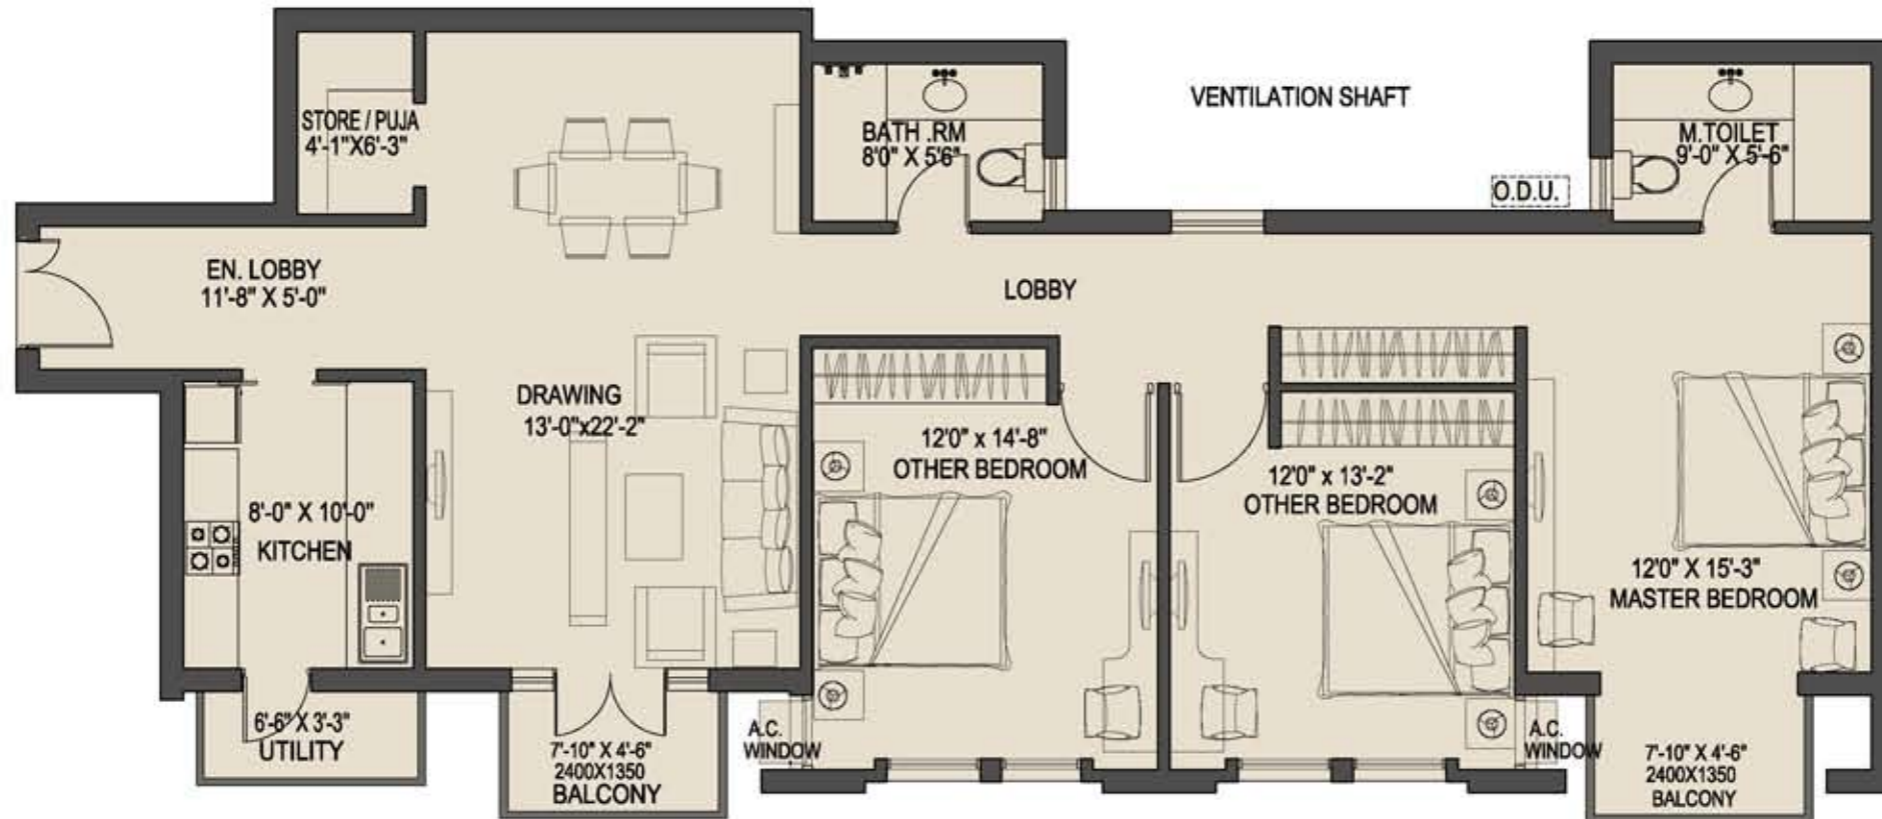 STORE / PUJA
4'-1"X6'-3"
BATH .RM
8'0" X 5'6"
VENTILATION SHAFT
M.TOILET
9'-0" X 5'-6"
O.D.U.
EN. LOBBY
11'-8" X 5'-0"
LOBBY
DRAWING
13'-0"x22'-2"
12'0" x 14'-8"
OTHER BEDROOM
12'0" x 13'-2"
OTHER BEDROOM
8'-0" X 10'-0"
KITCHEN
12'0" X 15'-3"
MASTER BEDROOM
6'-6" X 3'-3"
UTILITY
7'-10" X 4'-6"
2400X1350
BALCONY
A.C.
WINDOW
A.C.
WINDOW
7'-10" X 4'-6"
2400X1350
BALCONY